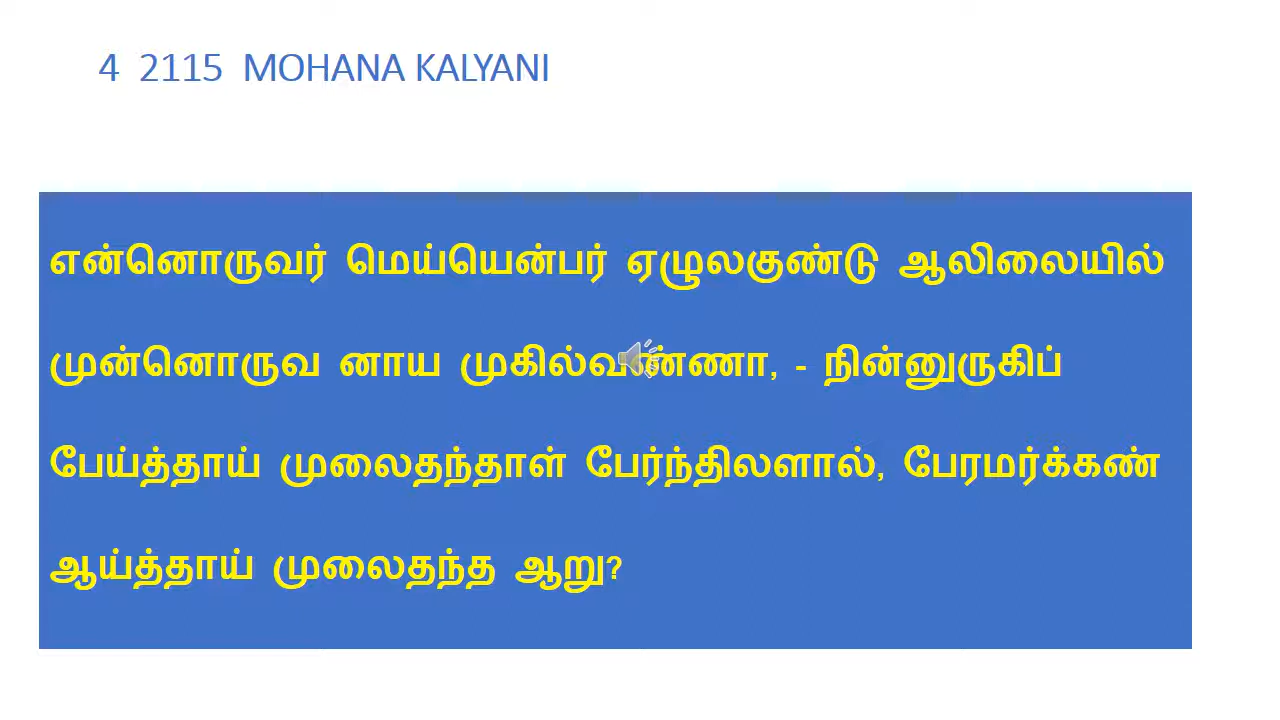 4 2115 MOHANA KALYANI
என்னொருவர் மெய்யென்பர் ஏழுலகுண்டு ஆலிலையில்
முன்னொருவ னாய முகில்வண்ணா, - நின்னுருகிப்
பேய்த்தாய் முலைதந்தாள் பேர்ந்திலளால், பேரமர்க்கண்
ஆய்த்தாய் முலைதந்த ஆறு?